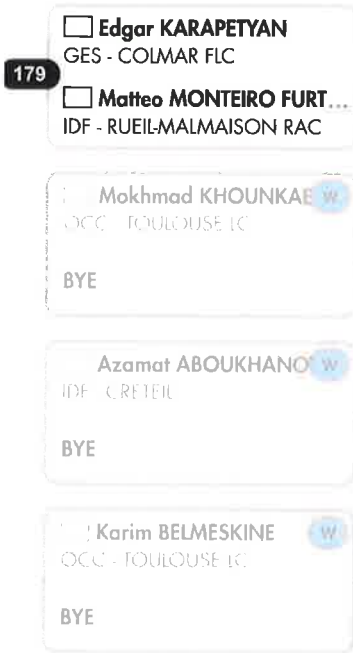 Edgar KARAPETYAN
GES - COLMAR FLC
179
Matteo MONTEIRO FURT...
IDF - RUEIL-MALMAISON RAC
Mokhmad KHOUNKAE W
OCC - TOULOUSE LC
BYE
Azamat ABOUKHANO W
IDF - CRETEIL
BYE
Karim BELMESKINE W
OCC - TOULOUSE LC
BYE